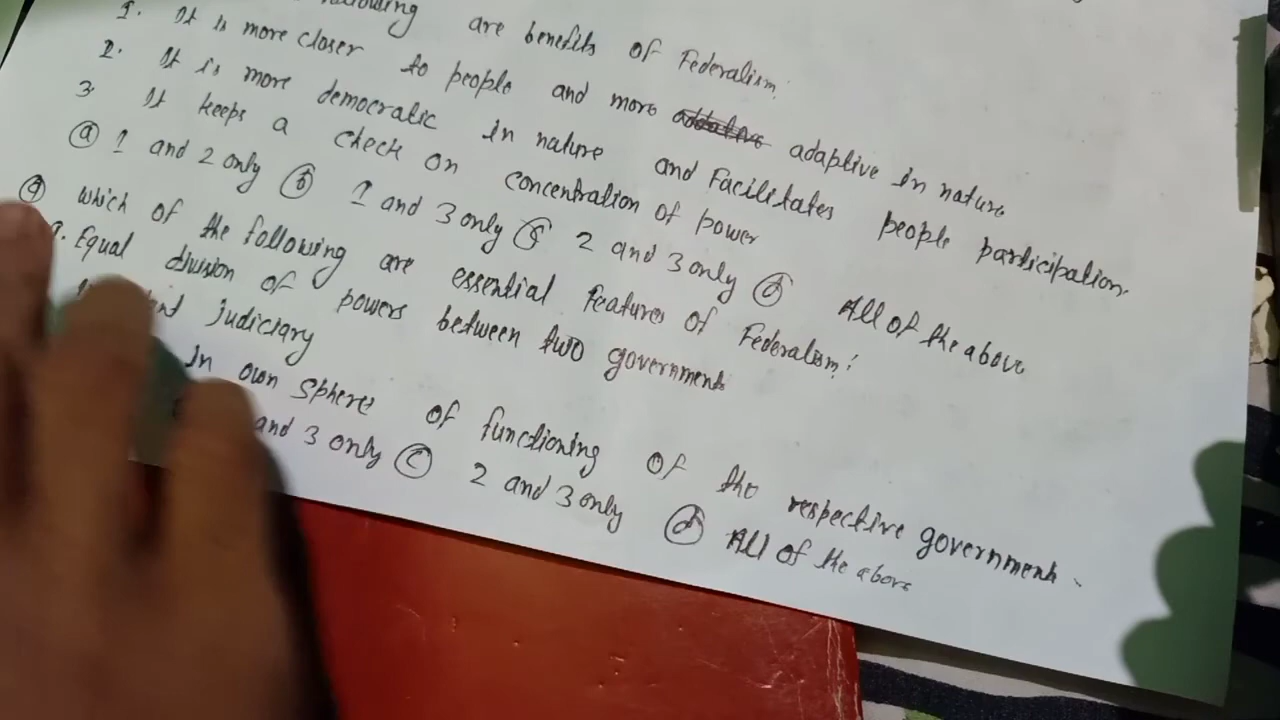 are benefits of Federalism.
1. It is more closer to people and more adaptive in nature
2. It is more democratic in nature and Facilitates people participation.
3. It keeps a check on concentration of power
(a) 1 and 2 only (b) 1 and 3 only (c) 2 and 3 only (d) All of the above
which of the following are essential features of Federalism?
Equal division of powers between two governments
judiciary
In own sphere of functioning of the respective governments.
and 3 only (c) 2 and 3 only (d) All of the above